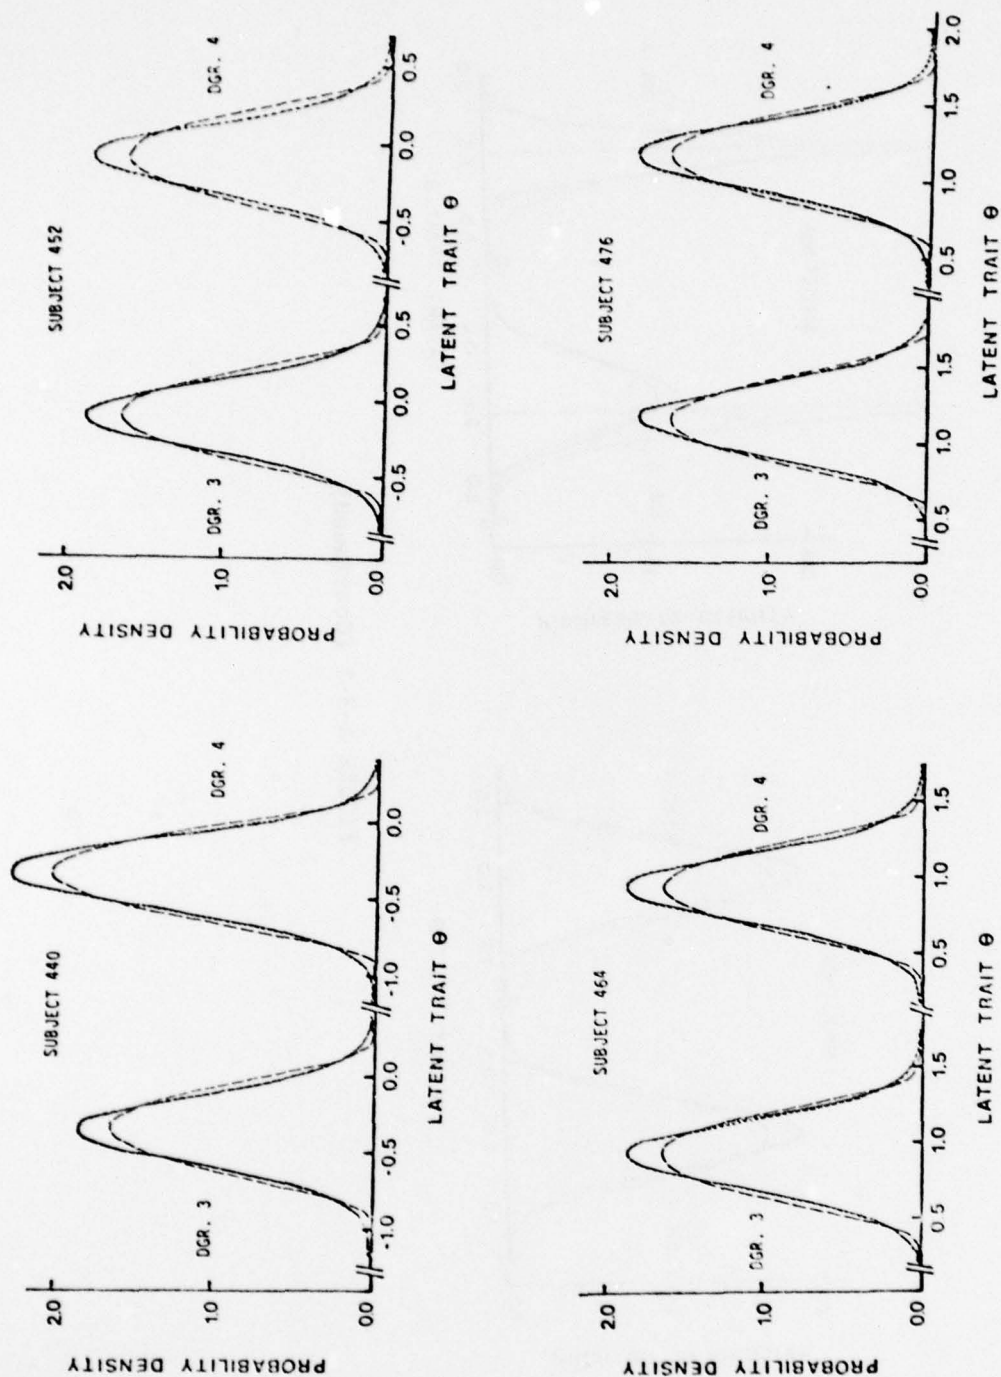 PROBABILITY DENSITY
2.0
1.0
0.0
SUBJECT 440
DGR. 3
DGR. 4
-1.0 -0.5 0.0 -1.0 -0.5 0.0
LATENT TRAIT θ
PROBABILITY DENSITY
2.0
1.0
0.0
SUBJECT 452
DGR. 3
DGR. 4
-0.5 0.0 0.5 -0.5 0.0 0.5
LATENT TRAIT θ
PROBABILITY DENSITY
2.0
1.0
0.0
SUBJECT 464
DGR. 3
DGR. 4
0.5 1.0 1.5 0.5 1.0 1.5
LATENT TRAIT θ
PROBABILITY DENSITY
2.0
1.0
0.0
SUBJECT 476
DGR. 3
DGR. 4
0.5 1.0 1.5 0.5 1.0 1.5 2.0
LATENT TRAIT θ